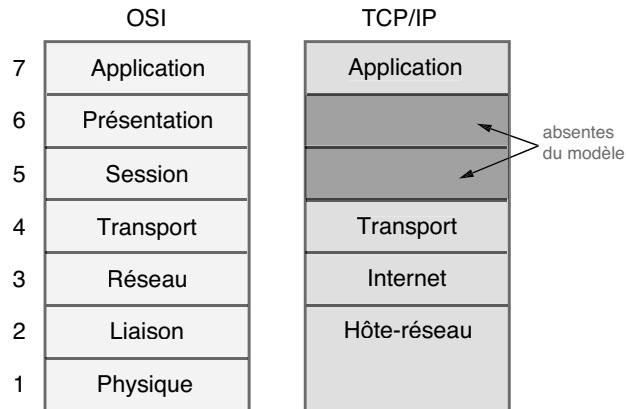 OSI TCP/IP
7 Application Application
6 Présentation
absentes
du modèle
5 Session
4 Transport Transport
3 Réseau Internet
2 Liaison Hôte-réseau
1 Physique